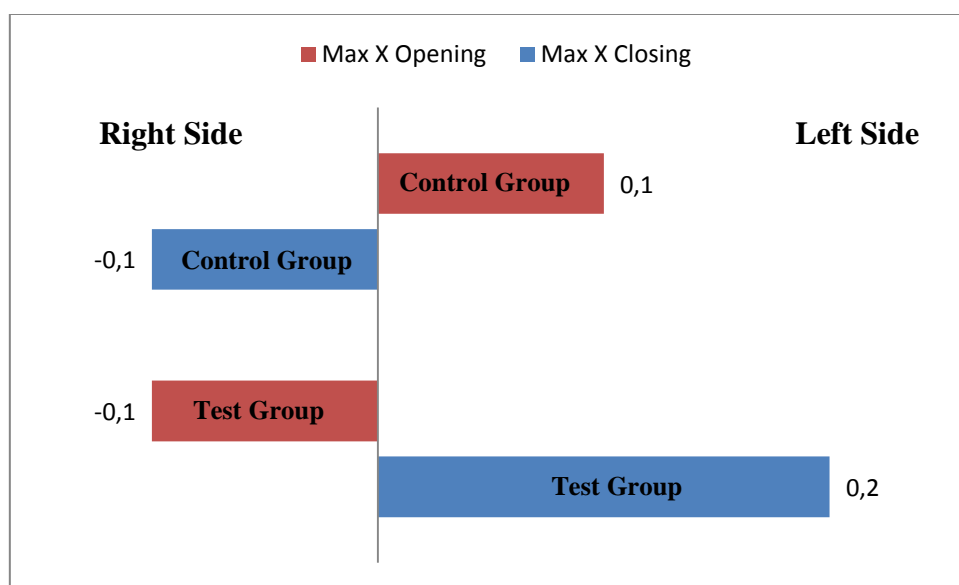 Max X Opening Max X Closing
Right Side Left Side
Control Group 0,1
-0,1 Control Group
-0,1 Test Group
Test Group 0,2